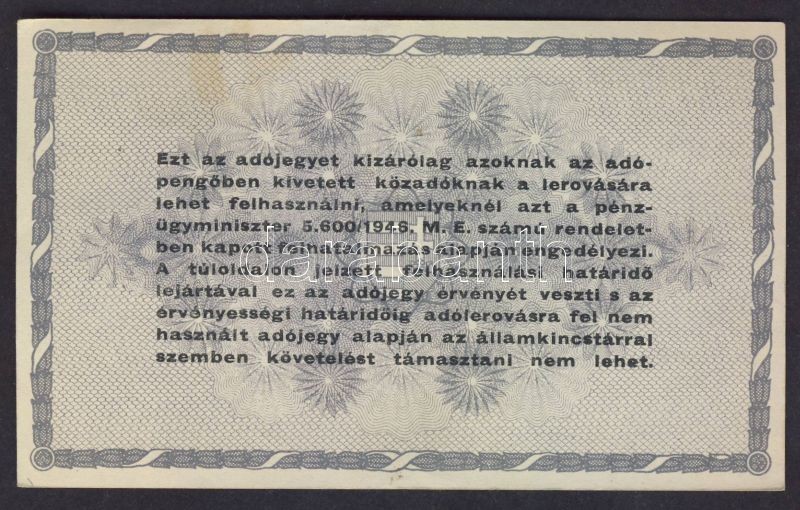 Ezt az adójegyet kizárólag azoknak az adó-
pengőben kivetett közadóknak a lerovására
lehet felhasználni, amelyeknél azt a pénz-
ügyminiszter 5.600/1946. M. E. számú rendelet-
ben kapott felhatalmazás alapján engedélyezi.
A túloldalon jelzett felhasználási határidő
lejártával ez az adójegy érvényét veszti s az
érvényességi határidőig adólerovásra fel nem
használt adójegy alapján az államkincstárral
szemben követelést támasztani nem lehet.
darabanth